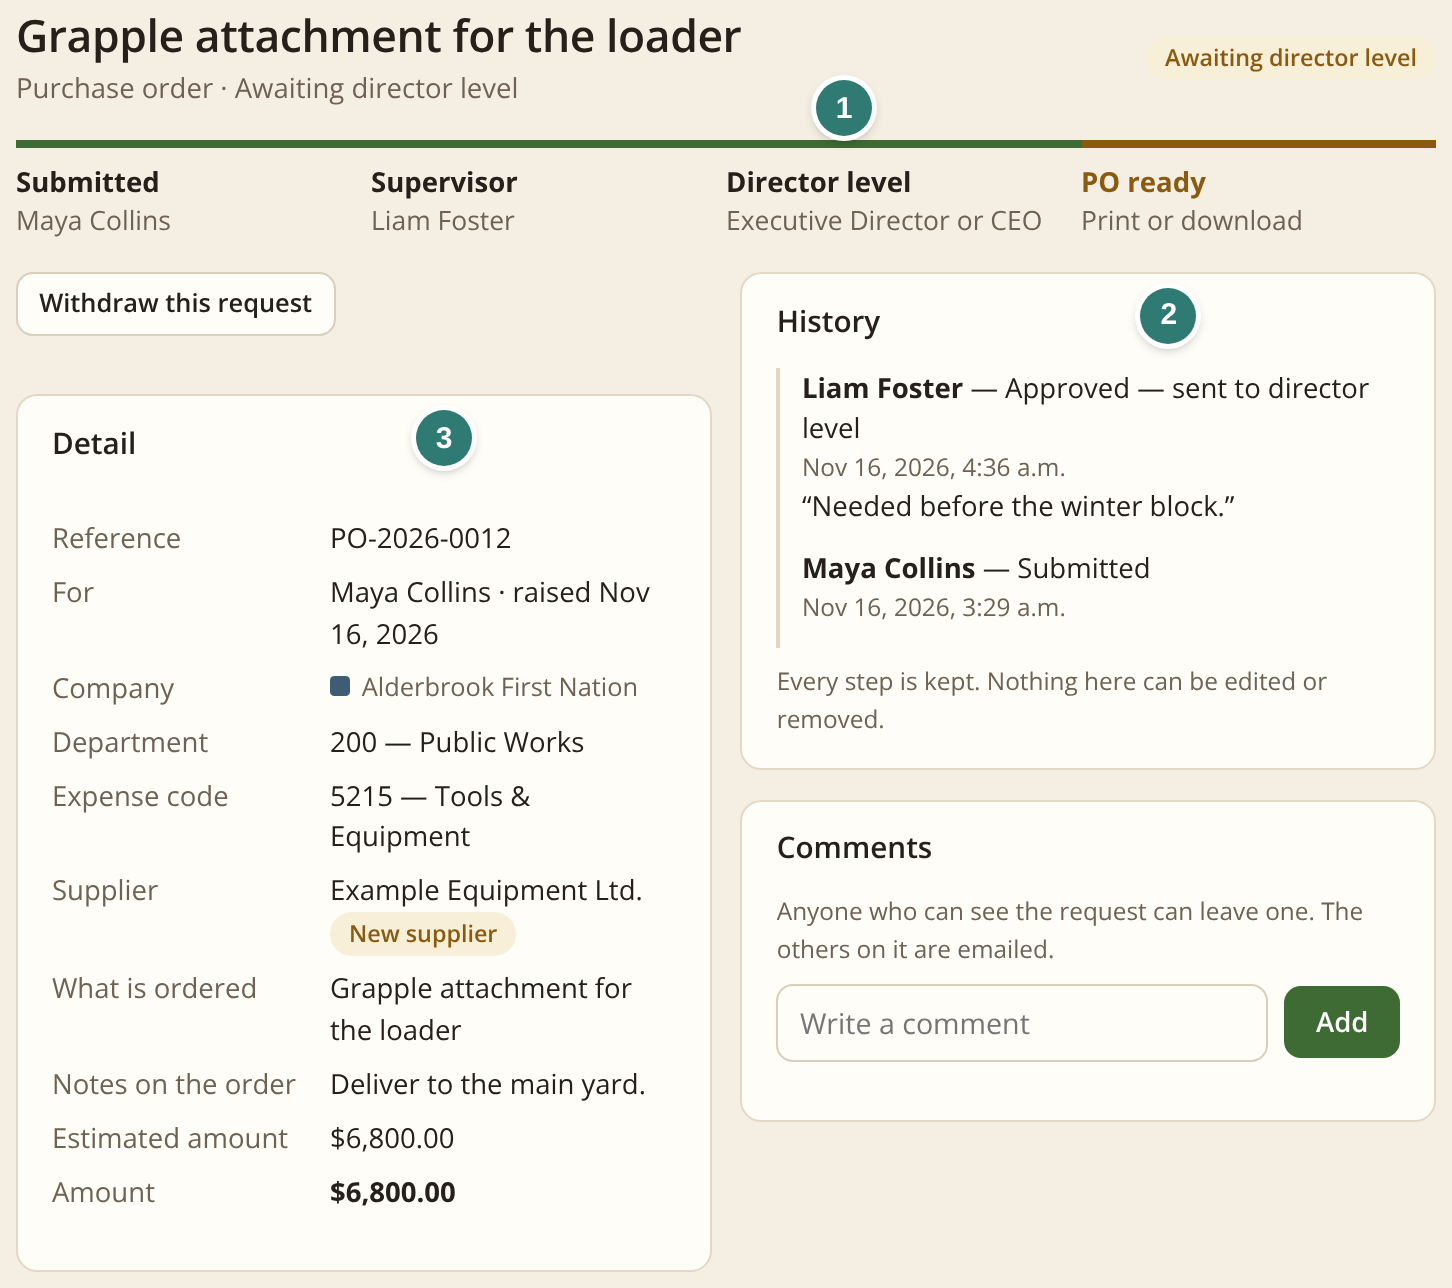 Grapple attachment for the loader
Purchase order · Awaiting director level
Awaiting director level
1
Submitted
Maya Collins
Supervisor
Liam Foster
Director level
Executive Director or CEO
PO ready
Print or download
Withdraw this request
Detail
3
Reference
PO-2026-0012
For
Maya Collins · raised Nov
16, 2026
Company
Alderbrook First Nation
Department
200 — Public Works
Expense code
5215 — Tools &
Equipment
Supplier
Example Equipment Ltd.
New supplier
What is ordered
Grapple attachment for
the loader
Notes on the order
Deliver to the main yard.
Estimated amount
$6,800.00
Amount
$6,800.00
History
2
Liam Foster — Approved — sent to director
level
Nov 16, 2026, 4:36 a.m.
“Needed before the winter block.”
Maya Collins — Submitted
Nov 16, 2026, 3:29 a.m.
Every step is kept. Nothing here can be edited or
removed.
Comments
Anyone who can see the request can leave one. The
others on it are emailed.
Write a comment
Add